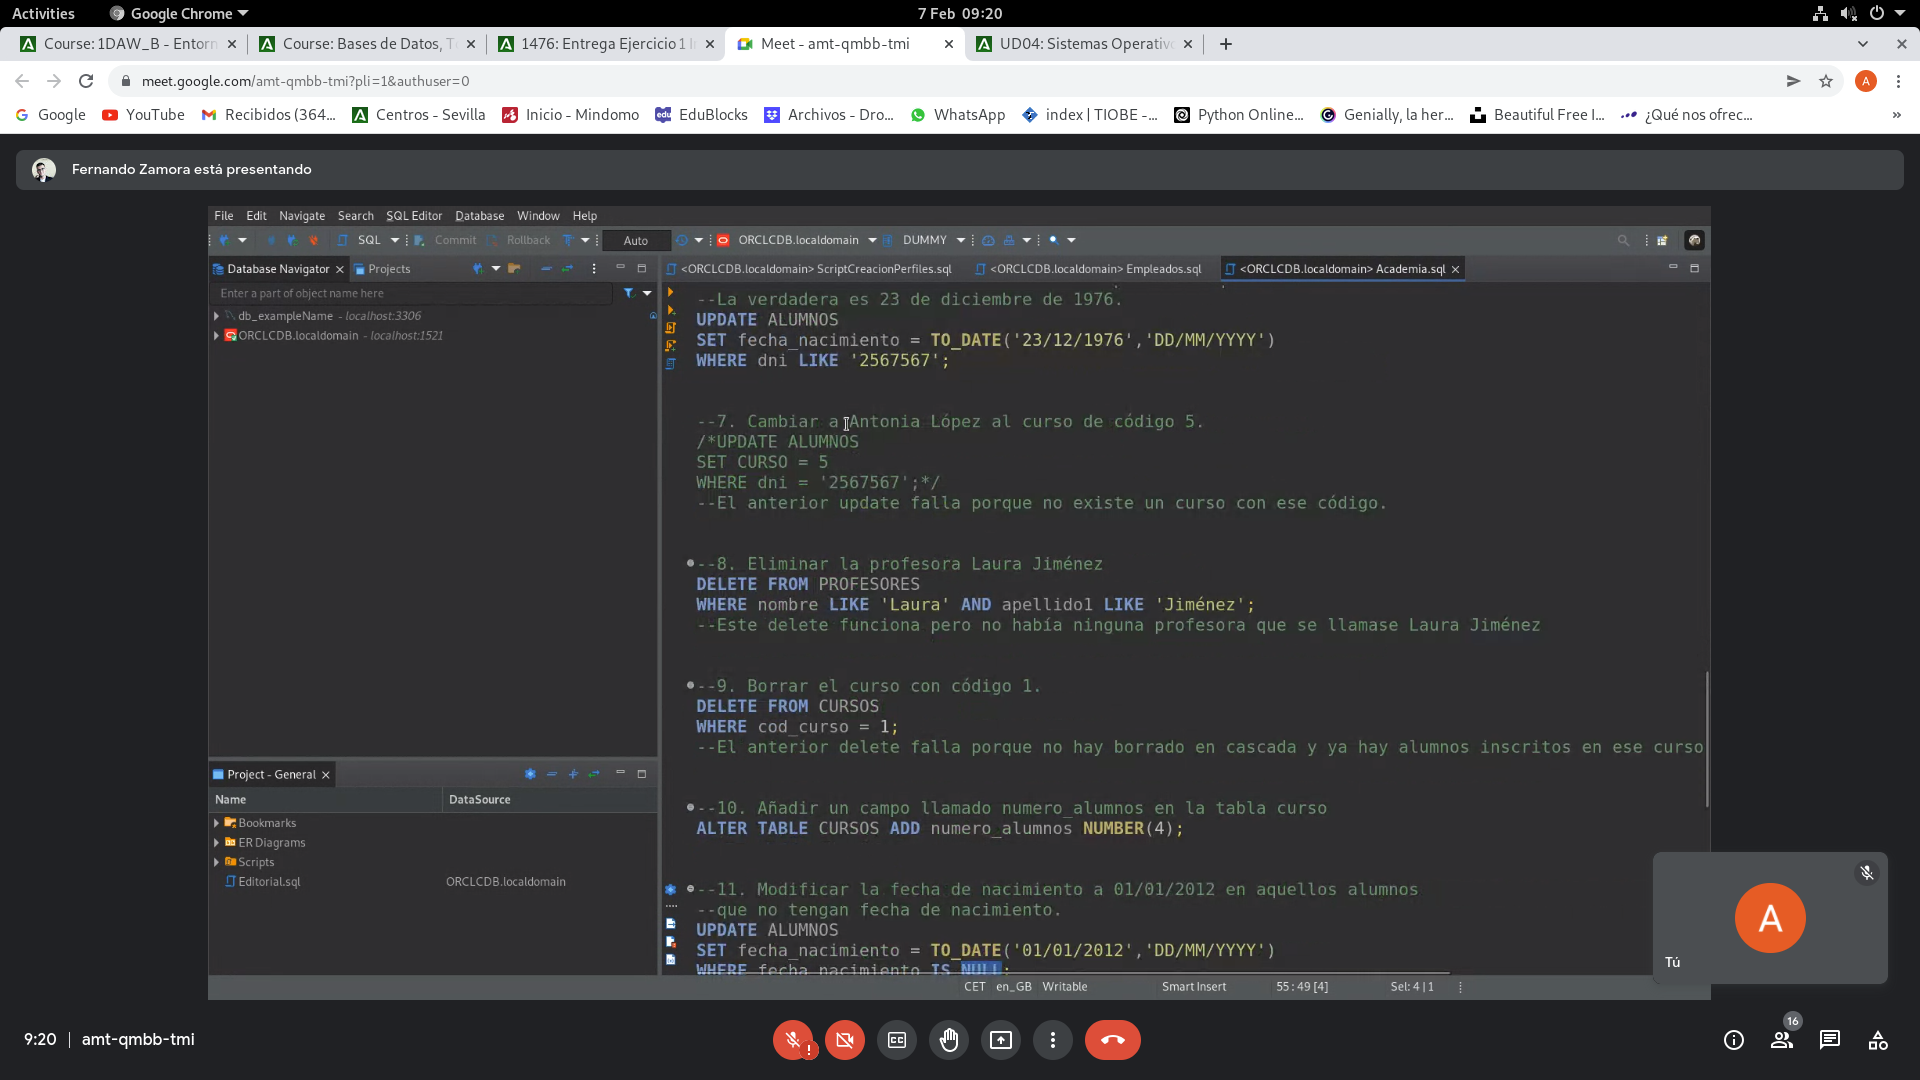 Activities
Google Chrome
7 Feb 09:20
Course: 1DAW_B - Entorn
Course: Bases de Datos, T
1476: Entrega Ejercicio 1 I
Meet - amt-qmbb-tmi
UD04: Sistemas Operativ
meet.google.com/amt-qmbb-tmi?pli=1&authuser=0
A
Google
YouTube
Recibidos (364...
Centros - Sevilla
Inicio - Mindomo
EduBlocks
Archivos - Dro...
WhatsApp
index | TIOBE -...
Python Online...
Genially, la her...
Beautiful Free I...
¿Qué nos ofrec...
Fernando Zamora está presentando
File Edit Navigate Search SQL Editor Database Window Help
SQL Commit Rollback Auto ORCLCDB.localdomain DUMMY
Database Navigator Projects
<ORCLCDB.localdomain> ScriptCreacionPerfiles.sql
<ORCLCDB.localdomain> Empleados.sql
<ORCLCDB.localdomain> Academia.sql
Enter a part of object name here
db_exampleName - localhost:3306
ORCLCDB.localdomain - localhost:1521
--La verdadera es 23 de diciembre de 1976.
UPDATE ALUMNOS
SET fecha_nacimiento = TO_DATE('23/12/1976','DD/MM/YYYY')
WHERE dni LIKE '2567567';
--7. Cambiar a Antonia López al curso de código 5.
/*UPDATE ALUMNOS
SET CURSO = 5
WHERE dni = '2567567';*/
--El anterior update falla porque no existe un curso con ese código.
--8. Eliminar la profesora Laura Jiménez
DELETE FROM PROFESORES
WHERE nombre LIKE 'Laura' AND apellido1 LIKE 'Jiménez';
--Este delete funciona pero no había ninguna profesora que se llamase Laura Jiménez
--9. Borrar el curso con código 1.
DELETE FROM CURSOS
WHERE cod_curso = 1;
--El anterior delete falla porque no hay borrado en cascada y ya hay alumnos inscritos en ese curso
--10. Añadir un campo llamado numero_alumnos en la tabla curso
ALTER TABLE CURSOS ADD numero_alumnos NUMBER(4);
--11. Modificar la fecha de nacimiento a 01/01/2012 en aquellos alumnos
--que no tengan fecha de nacimiento.
UPDATE ALUMNOS
SET fecha_nacimiento = TO_DATE('01/01/2012','DD/MM/YYYY')
WHERE fecha_nacimiento IS NULL;
Project - General
Name DataSource
Bookmarks
ER Diagrams
Scripts
Editorial.sql ORCLCDB.localdomain
CET en_GB Writable Smart Insert 55 : 49 [4] Sel: 4 | 1
A
Tú
9:20 | amt-qmbb-tmi
16